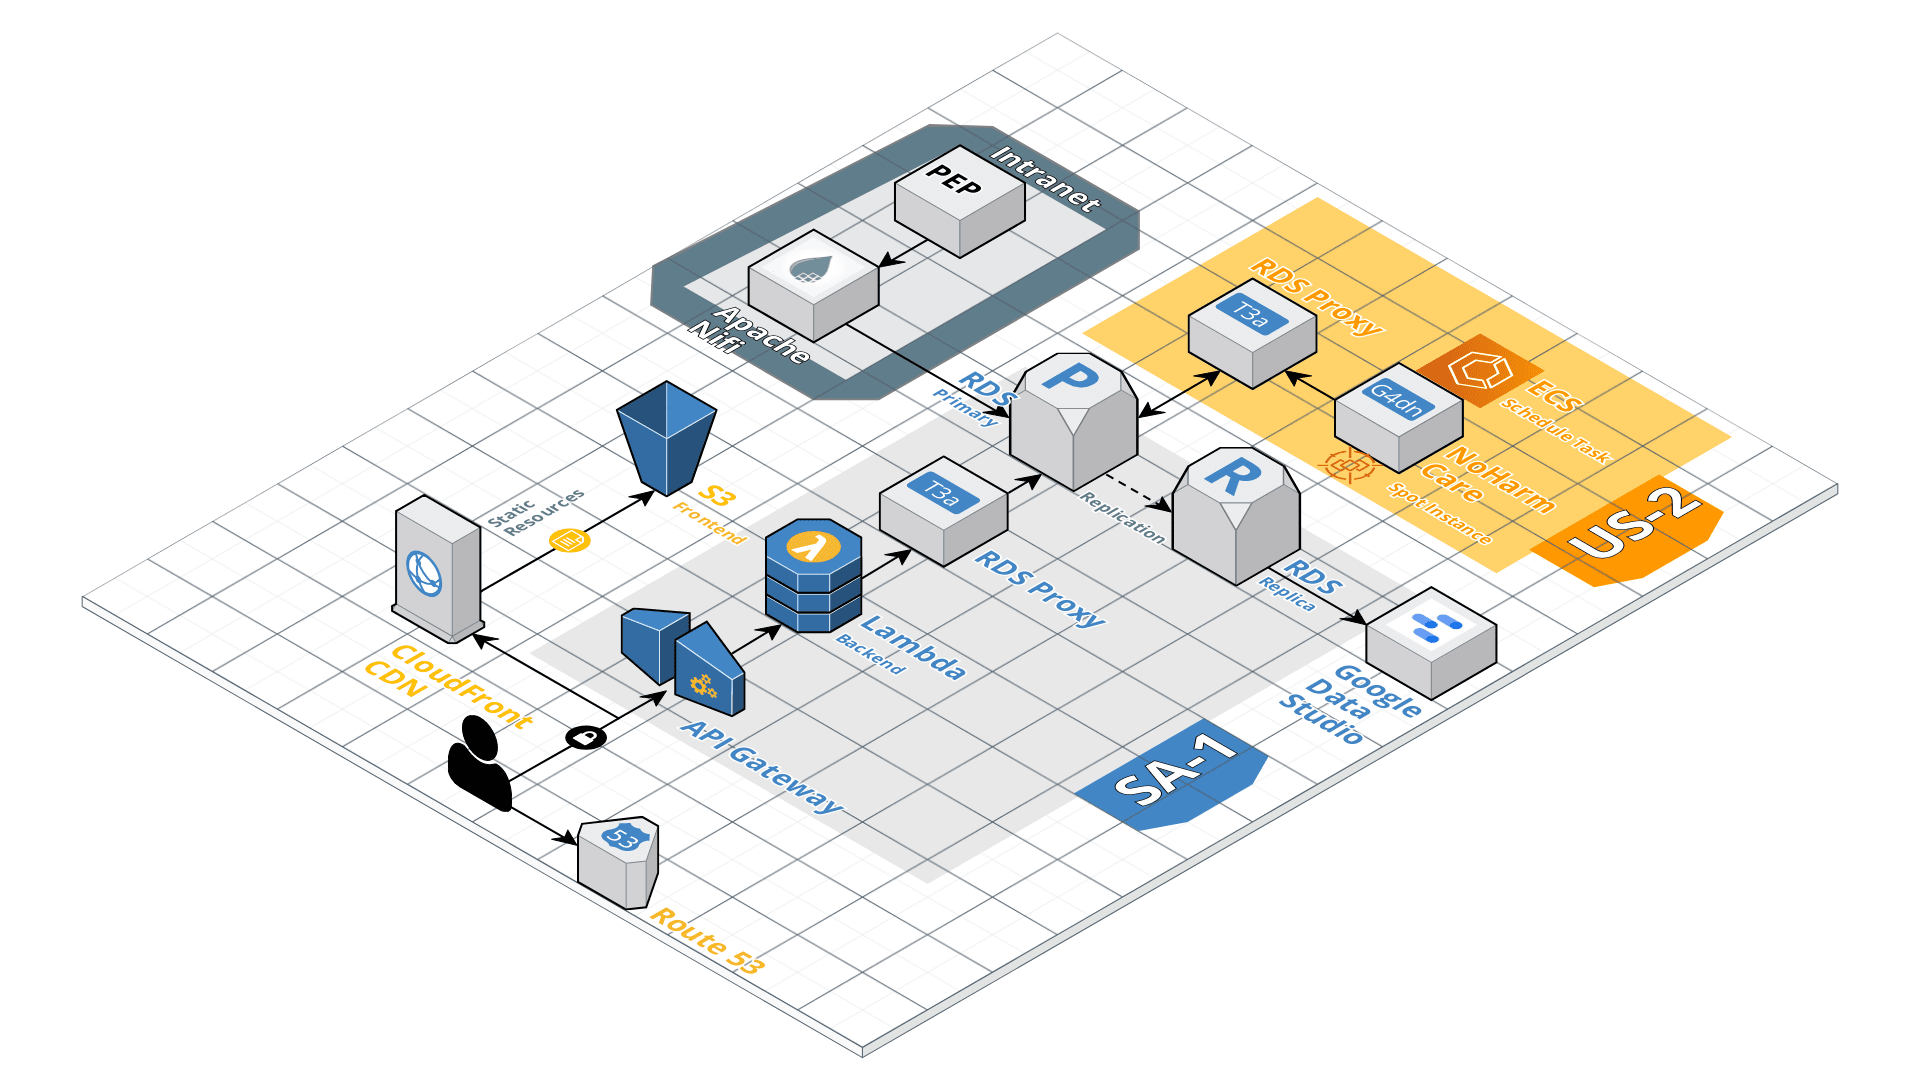 Intranet
PEP
Apache
Nifi
RDS Proxy
T3a
G4dn
ECS
Schedule Task
NoHarm
Care
Spot Instance
US-2
RDS
Primary
P
Replication
R
RDS
Replica
Google
Data
Studio
SA-1
T3a
RDS Proxy
λ
Lambda
Backend
API Gateway
S3
Frontend
Static
Resources
CloudFront
CDN
53
Route 53